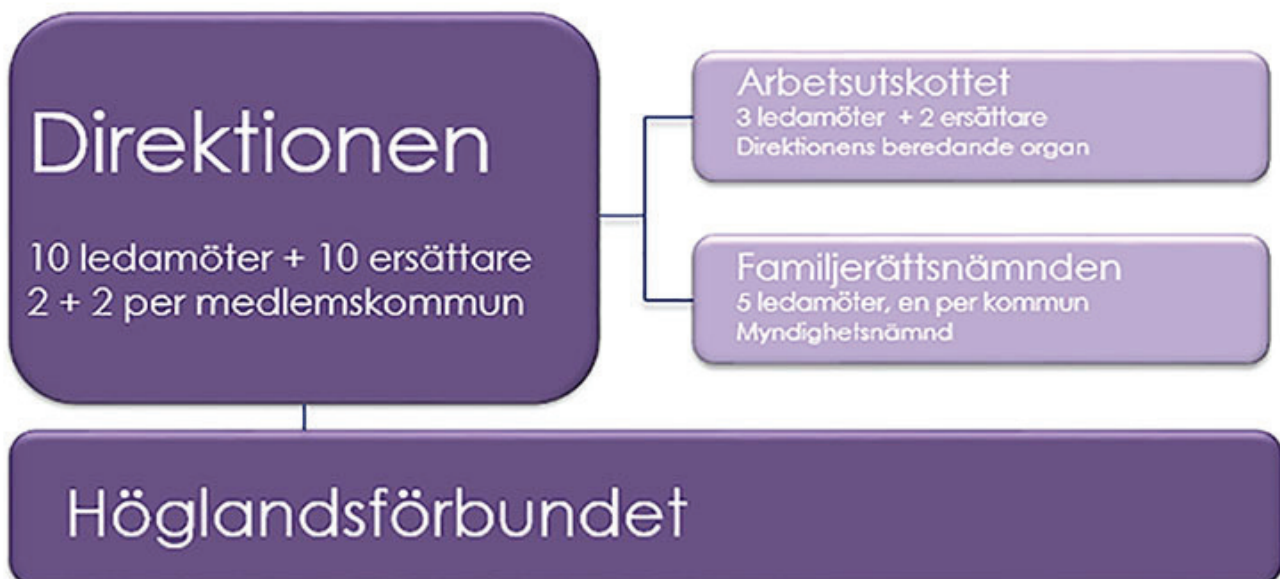 Direktionen
10 ledamöter + 10 ersättare
2 + 2 per medlemskommun
Arbetsutskottet
3 ledamöter + 2 ersättare
Direktionens beredande organ
Familjerättsnämnden
5 ledamöter, en per kommun
Myndighetsnämnd
Höglandsförbundet